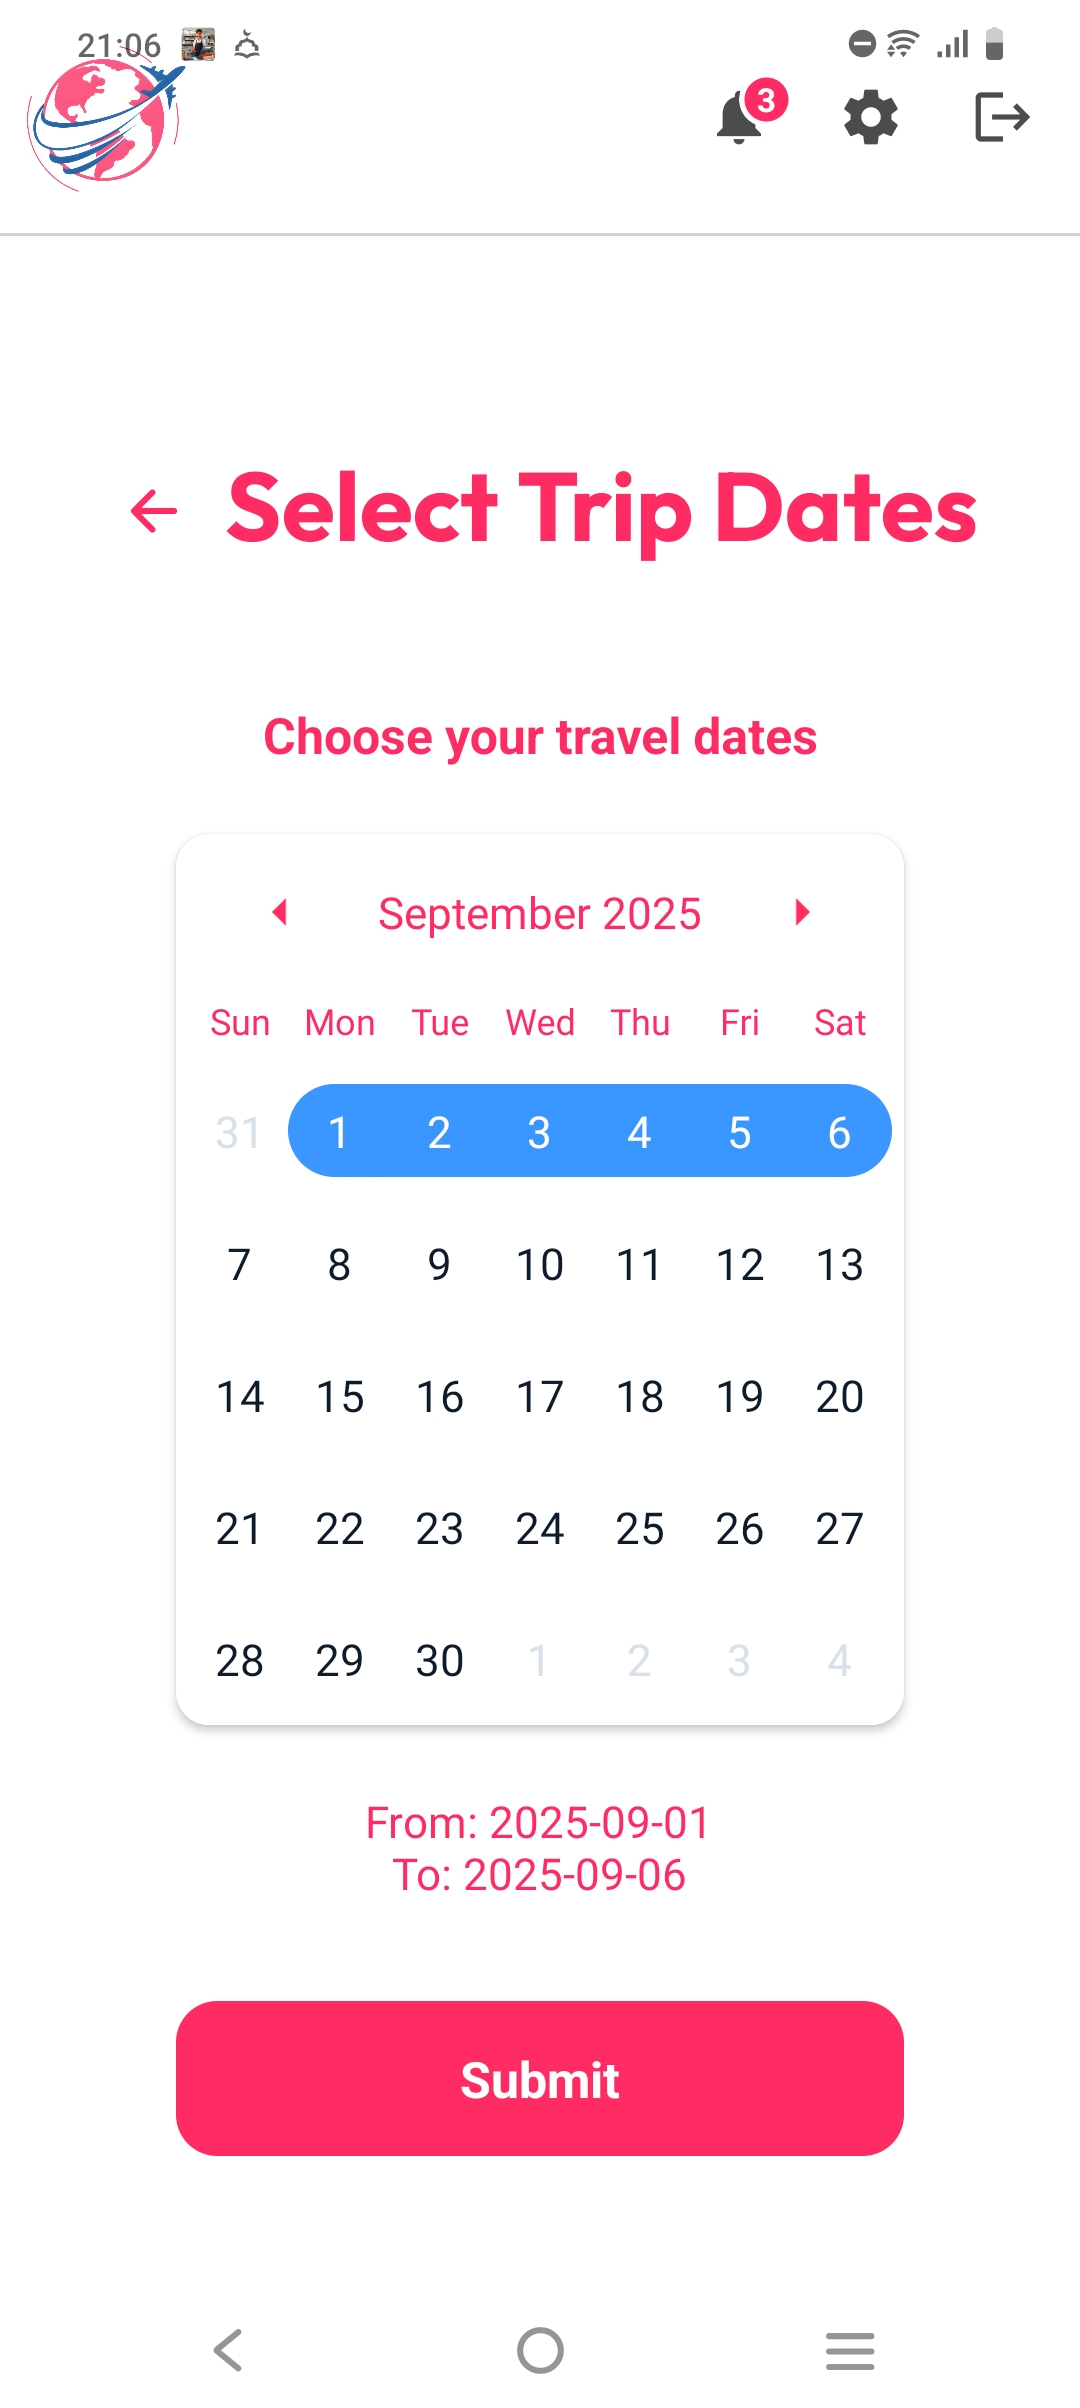 21:06
3
Select Trip Dates
Choose your travel dates
September 2025
Sun Mon Tue Wed Thu Fri Sat
31 1 2 3 4 5 6
7 8 9 10 11 12 13
14 15 16 17 18 19 20
21 22 23 24 25 26 27
28 29 30 1 2 3 4
From: 2025-09-01
To: 2025-09-06
Submit